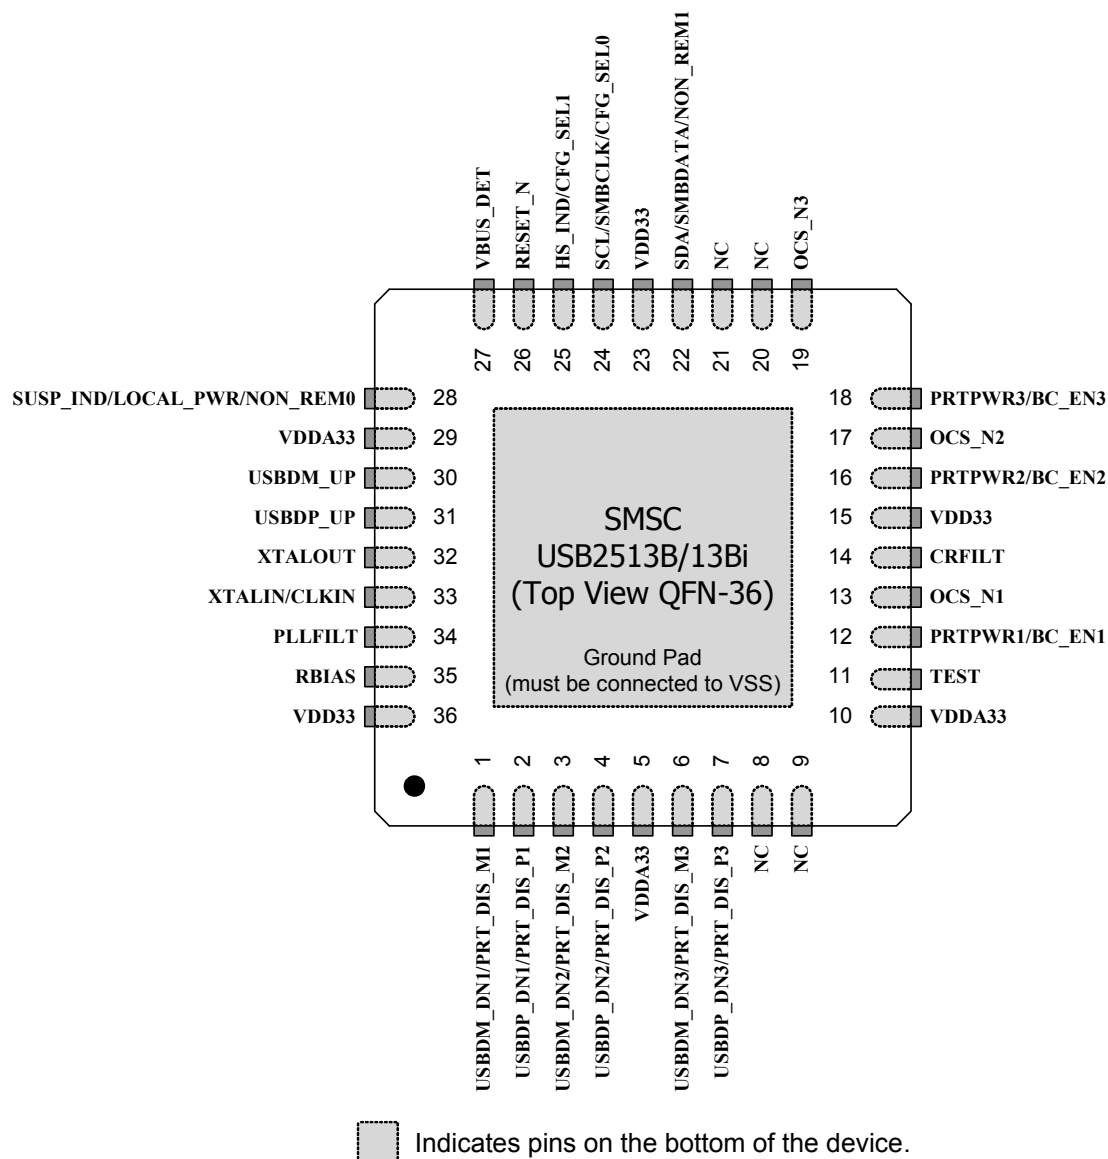 VBUS_DET
RESET_N
HS_IND/CFG_SEL1
SCL/SMBCLK/CFG_SEL0
VDD33
SDA/SMBDATA/NON_REM1
NC
NC
OCS_N3
27
26
25
24
23
22
21
20
19
SUSP_IND/LOCAL_PWR/NON_REM0 28
VDDA33 29
USBDM_UP 30
USBDP_UP 31
XTALOUT 32
XTALIN/CLKIN 33
PLLFILT 34
RBIAS 35
VDD33 36
SMSC
USB2513B/13Bi
(Top View QFN-36)
Ground Pad
(must be connected to VSS)
18 PRTPWR3/BC_EN3
17 OCS_N2
16 PRTPWR2/BC_EN2
15 VDD33
14 CRFILT
13 OCS_N1
12 PRTPWR1/BC_EN1
11 TEST
10 VDDA33
1
2
3
4
5
6
7
8
9
USBDM_DN1/PRT_DIS_M1
USBDP_DN1/PRT_DIS_P1
USBDM_DN2/PRT_DIS_M2
USBDP_DN2/PRT_DIS_P2
VDDA33
USBDM_DN3/PRT_DIS_M3
USBDP_DN3/PRT_DIS_P3
NC
NC
Indicates pins on the bottom of the device.